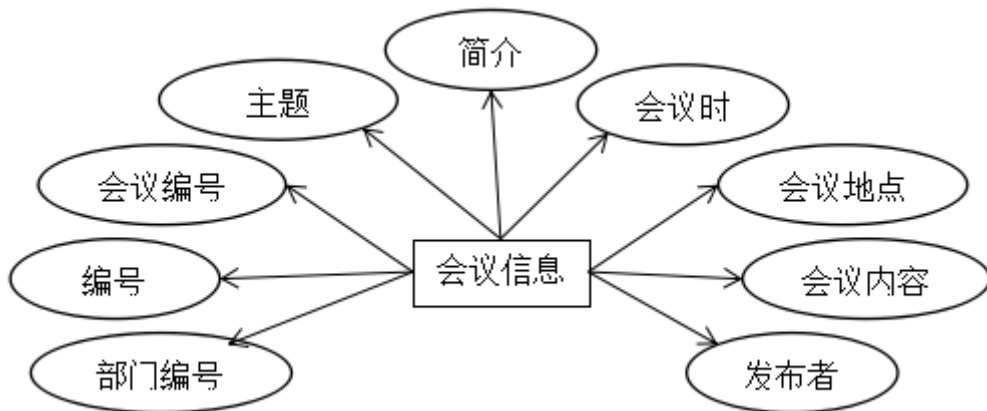 简介
主题
会议时
会议编号
会议地点
编号
会议信息
会议内容
部门编号
发布者